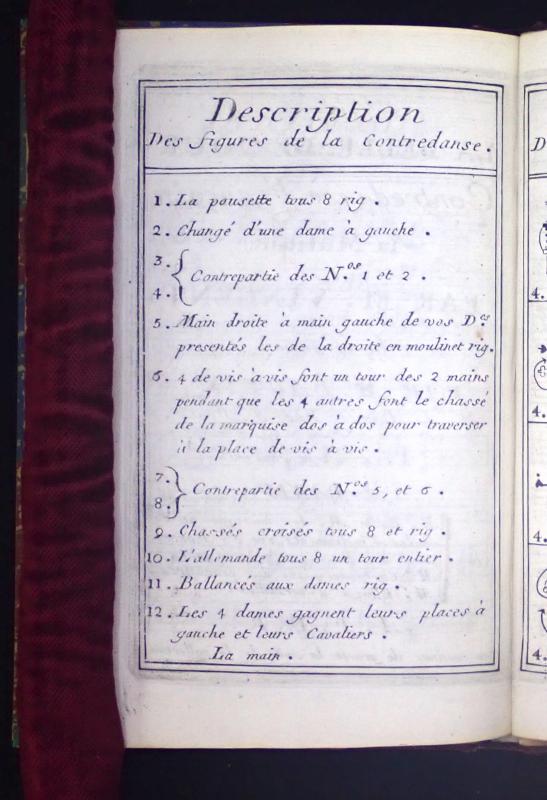 Description
Des figures de la Contredanse.
1. La pousette tous 8 rig.
2. Changé d'une dame à gauche.
3.
Contrepartie des N.os 1 et 2.
4.
5. Main droite à main gauche de vos D.es
presentés les de la droite en moulinet rig.
6. 4 de vis à vis font un tour des 2 mains
pendant que les 4 autres font le chassé
de la marquise dos à dos pour traverser
à la place de vis à vis.
7.
Contrepartie des N.os 5, et 6.
8.
9. Chassés croisés tous 8 et rig.
10. L'allemande tous 8 un tour entier.
11. Ballancés aux dames rig.
12. Les 4 dames gagnent leurs places à
gauche et leurs Cavaliers.
La main.
D
4.
4.
4.
4.